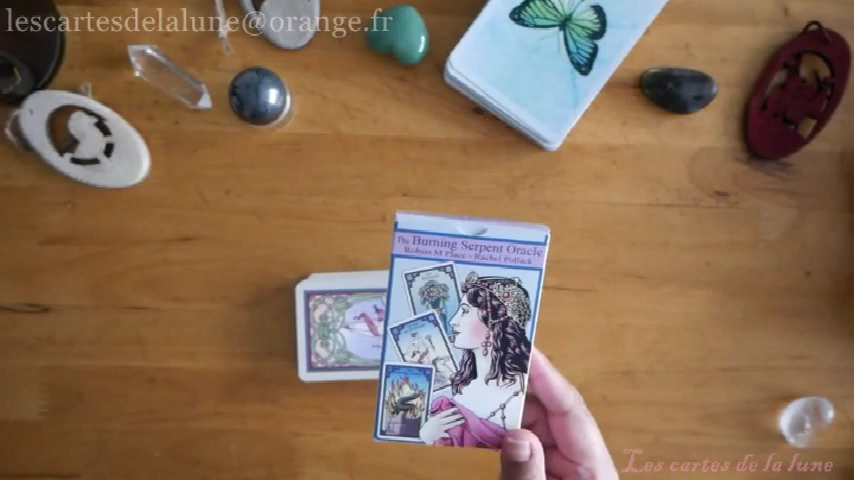 lescartesdelalune@orange.fr
The Burning Serpent Oracle
Robert M Place - Rachel Pollack
Les cartes de la lune